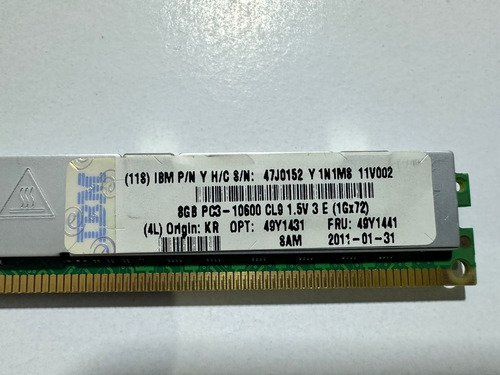 IBM
(11S) IBM P/N Y H/C S/N: 47J0152 Y 1N1M8 11V002
8GB PC3-10600 CL9 1.5V 3 E (1Gx72)
(4L) Origin: KR OPT: 49Y1431 FRU: 49Y1441
SAM 2011-01-31